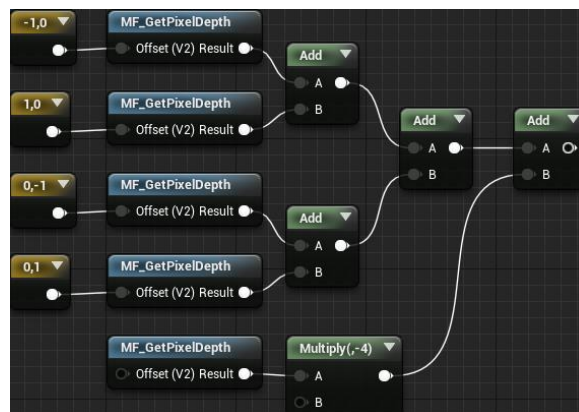 -1,0
MF_GetPixelDepth
Offset (V2) Result
Add
A
B
1,0
MF_GetPixelDepth
Offset (V2) Result
Add
A
B
Add
A
B
0,-1
MF_GetPixelDepth
Offset (V2) Result
Add
A
B
0,1
MF_GetPixelDepth
Offset (V2) Result
MF_GetPixelDepth
Offset (V2) Result
Multiply(,-4)
A
B